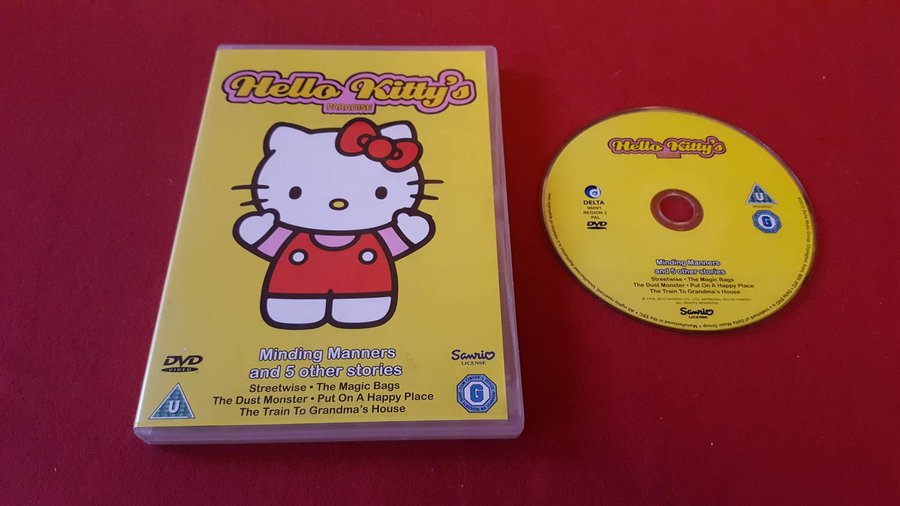 Hello Kitty's
PARADISE
Minding Manners
and 5 other stories
Streetwise • The Magic Bags
The Dust Monster • Put On A Happy Place
The Train To Grandma's House
DVD
VIDEO
U
Sanrio
LICENSE
G
Hello Kitty's
DELTA
REGION 2
PAL
DVD
U
G
Minding Manners
and 5 other stories
Streetwise • The Magic Bags
The Dust Monster • Put On A Happy Place
The Train To Grandma's House
Sanrio
LICENSE